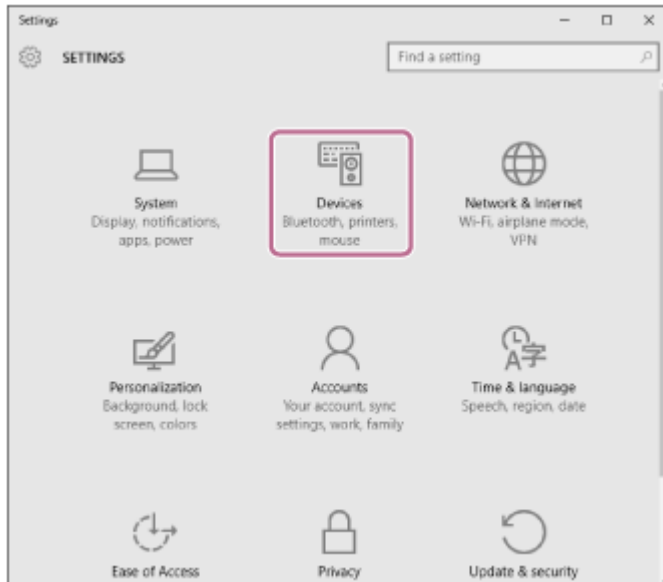 Settings
SETTINGS
Find a setting
System
Display, notifications,
apps, power
Devices
Bluetooth, printers,
mouse
Network & Internet
Wi-Fi, airplane mode,
VPN
Personalization
Background, lock
screen, colors
Accounts
Your account, sync
settings, work, family
Time & language
Speech, region, date
Ease of Access
Privacy
Update & security